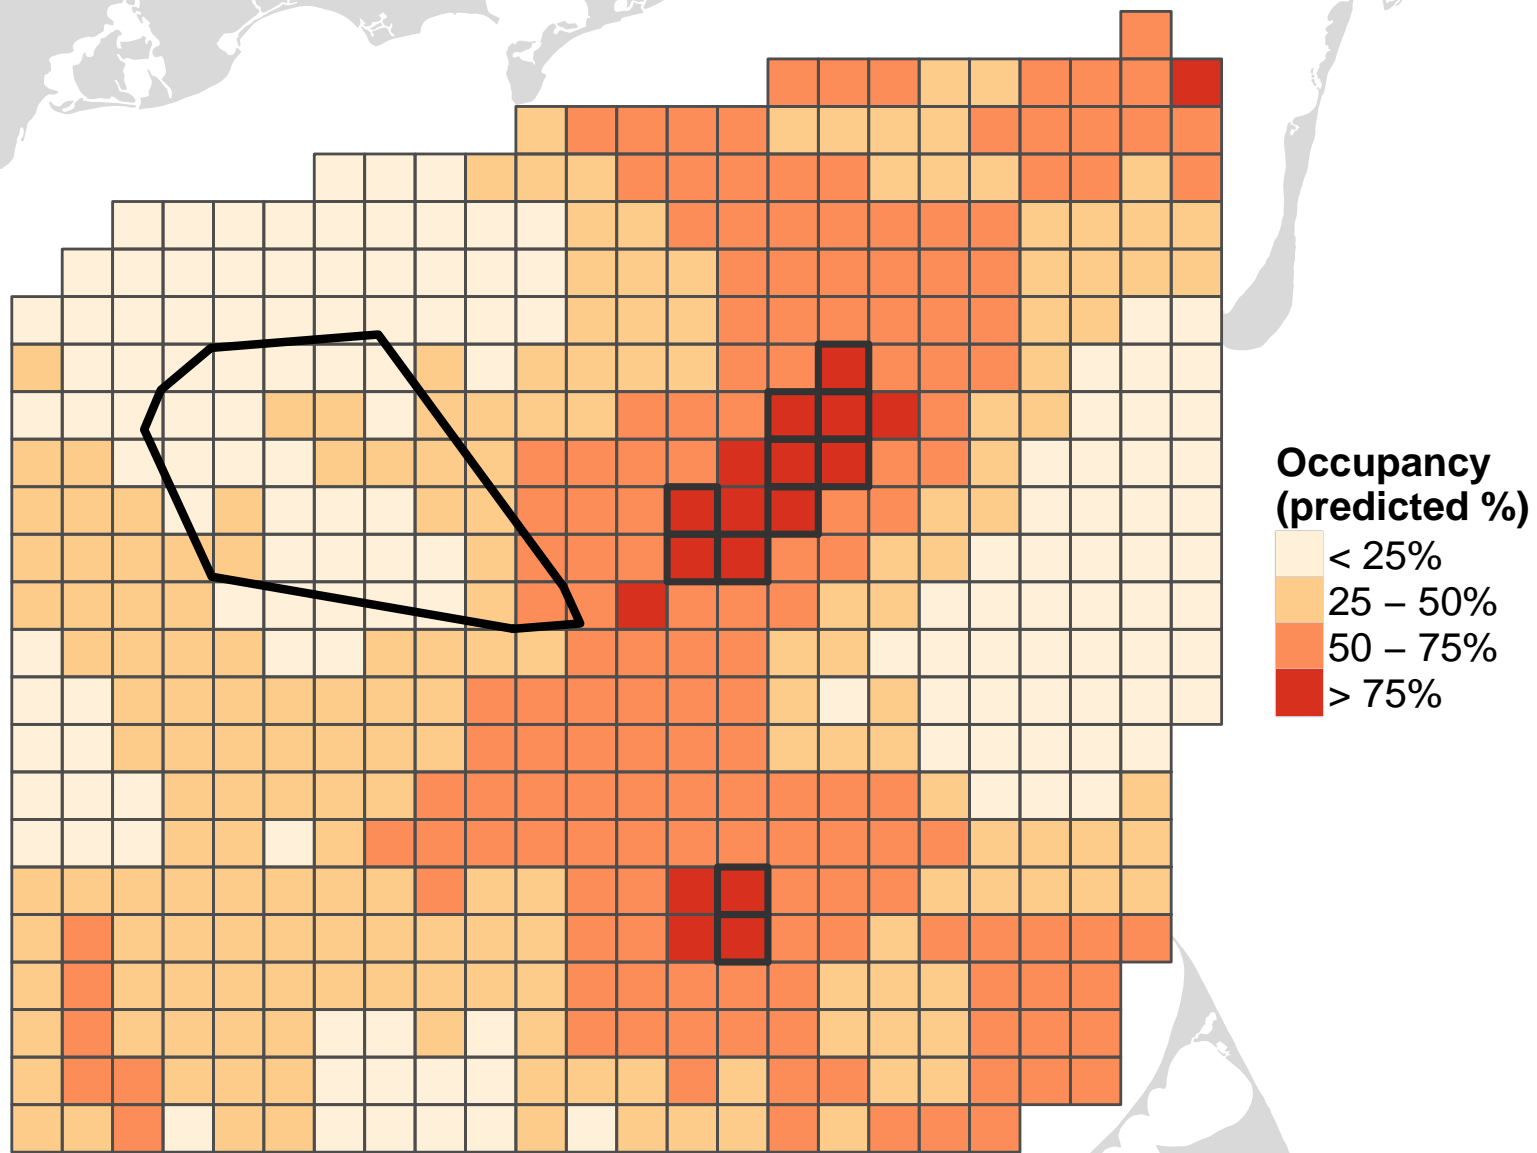 Occupancy
(predicted %)
< 25%
25 – 50%
50 – 75%
> 75%